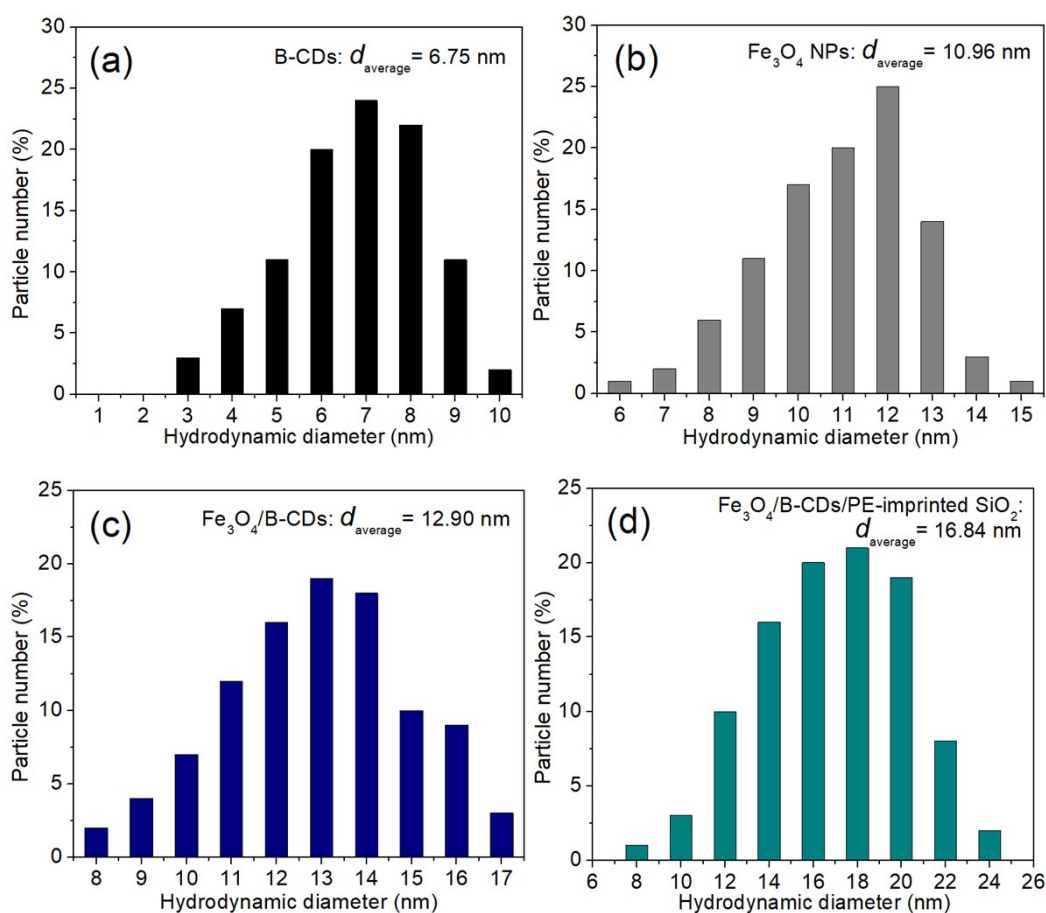 (a)
B-CDs: daverage = 6.75 nm
Particle number (%)
30
25
20
15
10
5
0
1 2 3 4 5 6 7 8 9 10
Hydrodynamic diameter (nm)
(b)
Fe3O4 NPs: daverage = 10.96 nm
Particle number (%)
30
25
20
15
10
5
0
6 7 8 9 10 11 12 13 14 15
Hydrodynamic diameter (nm)
(c)
Fe3O4/B-CDs: daverage = 12.90 nm
Particle number (%)
25
20
15
10
5
0
8 9 10 11 12 13 14 15 16 17
Hydrodynamic diameter (nm)
(d)
Fe3O4/B-CDs/PE-imprinted SiO2:
daverage = 16.84 nm
Particle number (%)
25
20
15
10
5
0
6 8 10 12 14 16 18 20 22 24 26
Hydrodynamic diameter (nm)